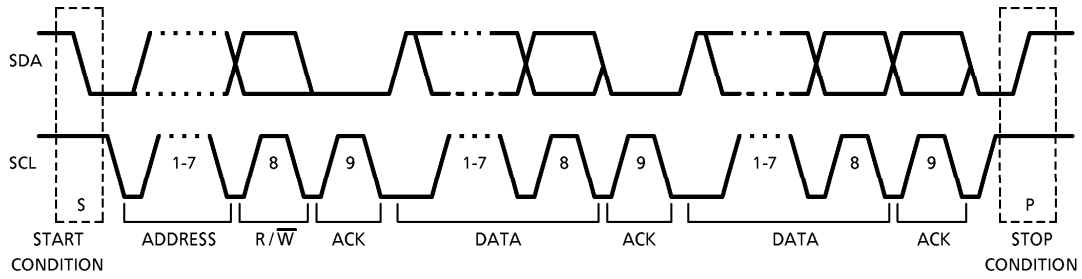 SDA
SCL
1-7 8 9 1-7 8 9 1-7 8 9
S P
START CONDITION
ADDRESS
R/W̅
ACK
DATA
ACK
DATA
ACK
STOP CONDITION